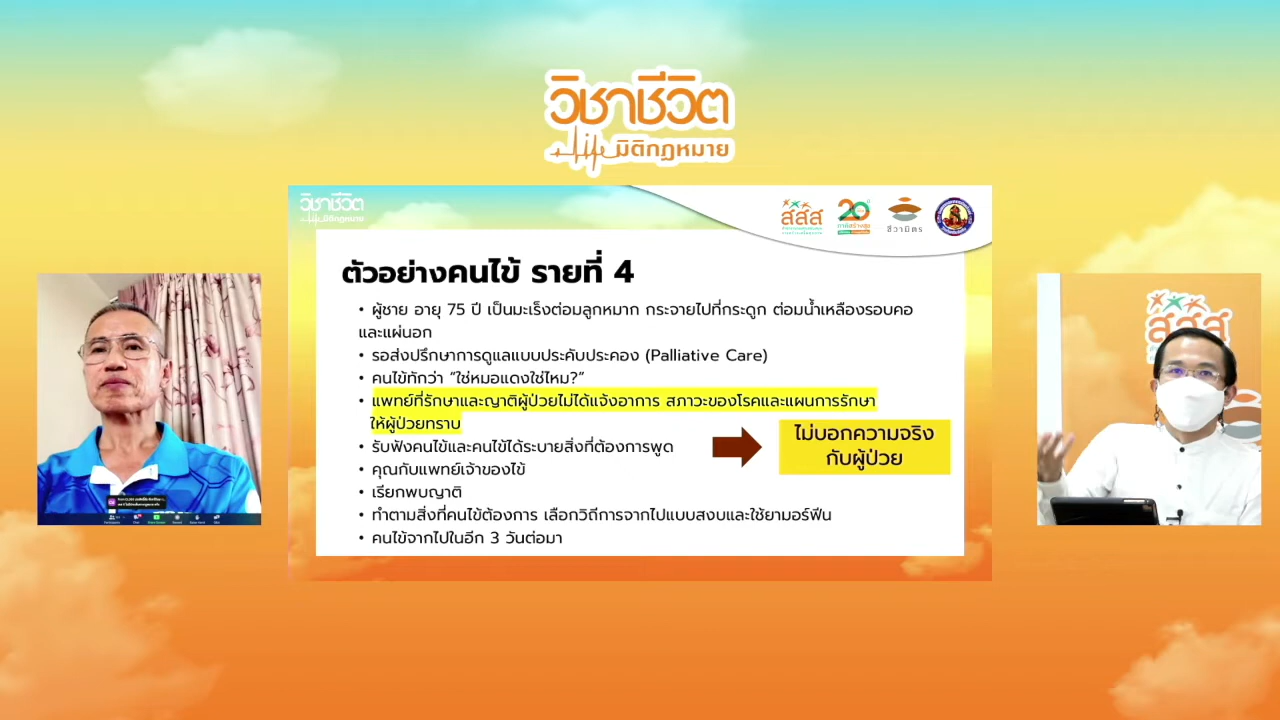 วิชาชีวิต
Life มิติกฎหมาย
วิชาชีวิต
มิติกฎหมาย
สสส
20
ชีวามิตร
ตัวอย่างคนไข้ รายที่ 4
• ผู้ชาย อายุ 75 ปี เป็นมะเร็งต่อมลูกหมาก กระจายไปที่กระดูก ต่อมน้ำเหลืองรอบคอ
และแผ่นอก
• รอส่งปรึกษาการดูแลแบบประคับประคอง (Palliative Care)
• คนไข้ทักว่า “ใช่หมอแดงใช่ไหม?”
• แพทย์ที่รักษาและญาติผู้ป่วยไม่ได้แจ้งอาการ สภาวะของโรคและแผนการรักษา
ให้ผู้ป่วยทราบ
• รับฟังคนไข้และคนไข้ได้ระบายสิ่งที่ต้องการพูด
• คุณกับแพทย์เจ้าของไข้
• เรียกพบญาติ
• ทำตามสิ่งที่คนไข้ต้องการ เลือกวิถีการจากไปแบบสงบและใช้ยามอร์ฟีน
• คนไข้จากไปในอีก 3 วันต่อมา
ไม่บอกความจริง
กับผู้ป่วย
สสส